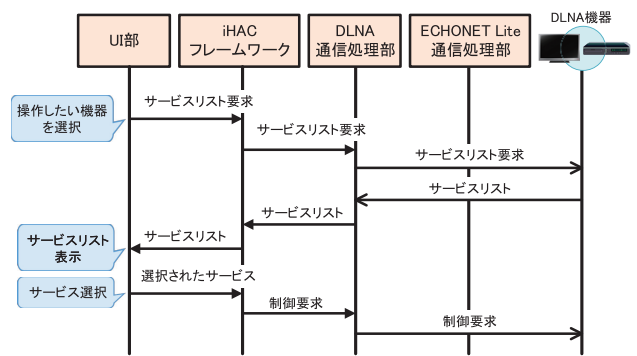 UI部
iHAC
フレームワーク
DLNA
通信処理部
ECHONET Lite
通信処理部
DLNA機器
操作したい機器
を選択
サービスリスト要求
サービスリスト要求
サービスリスト要求
サービスリスト
サービスリスト
サービスリスト
サービスリスト
表示
選択されたサービス
サービス選択
制御要求
制御要求